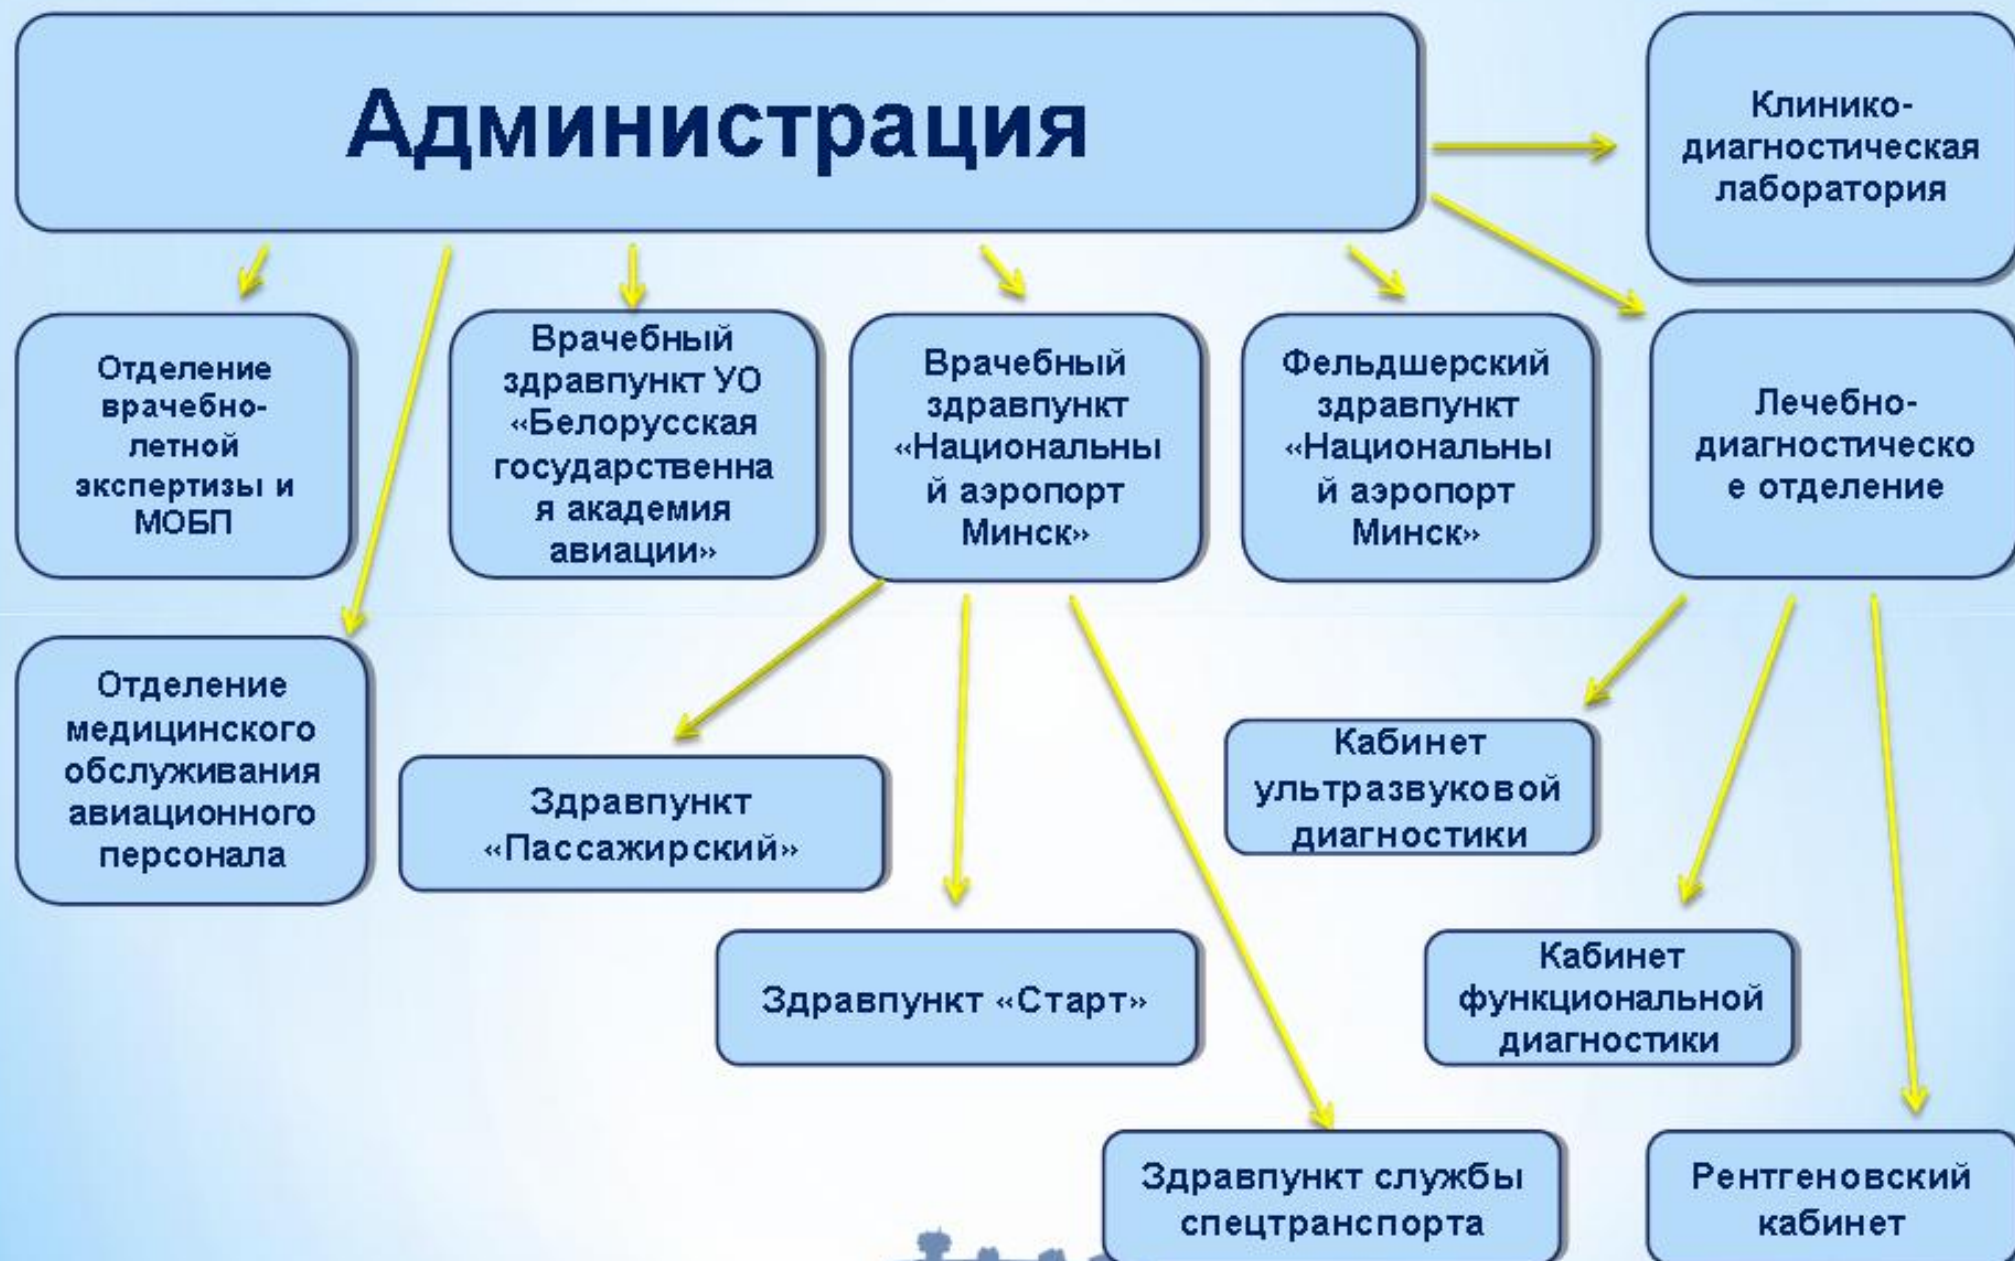 Администрация
Клинико-
диагностическая
лаборатория
Отделение
врачебно-
летной
экспертизы и
МОБП
Врачебный
здравпункт УО
«Белорусская
государственна
я академия
авиации»
Врачебный
здравпункт
«Национальны
й аэропорт
Минск»
Фельдшерский
здравпункт
«Национальны
й аэропорт
Минск»
Лечебно-
диагностическо
е отделение
Отделение
медицинского
обслуживания
авиационного
персонала
Здравпункт
«Пассажирский»
Кабинет
ультразвуковой
диагностики
Здравпункт «Старт»
Кабинет
функциональной
диагностики
Здравпункт службы
спецтранспорта
Рентгеновский
кабинет